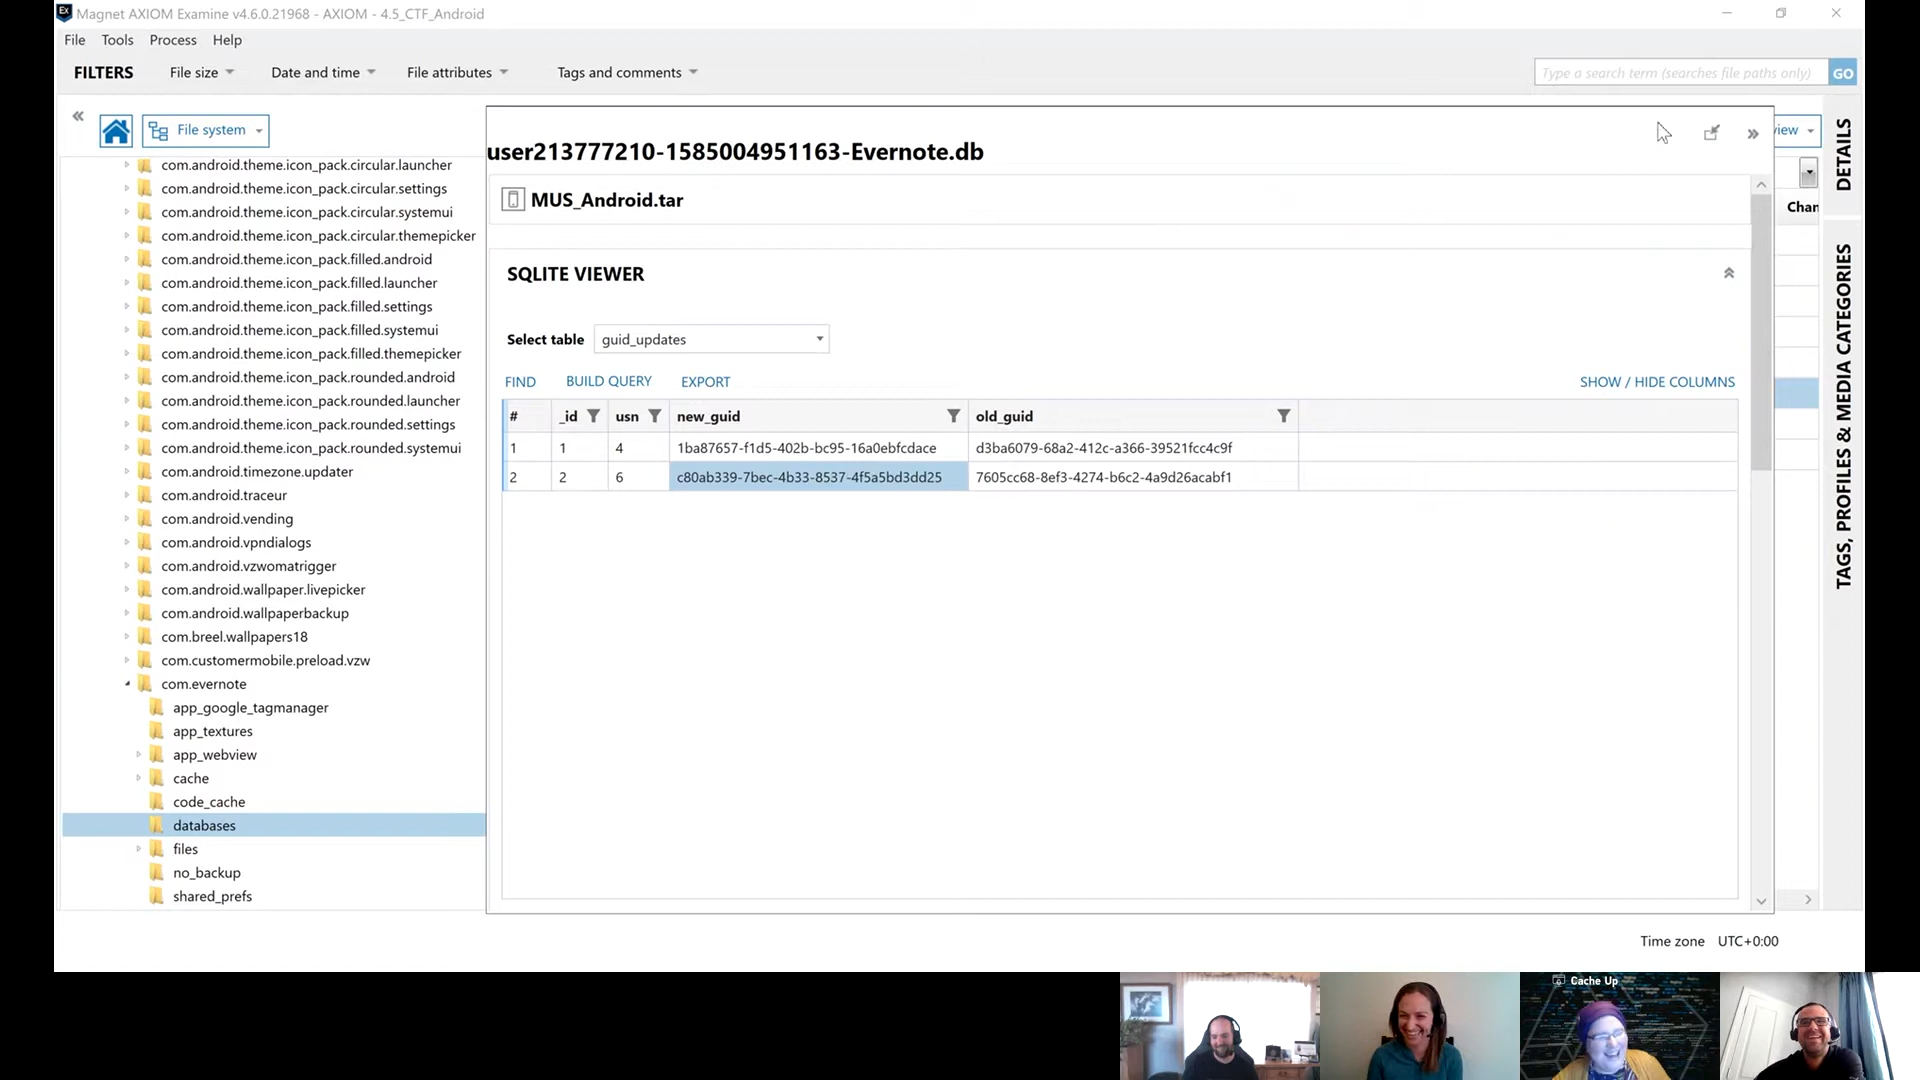 Magnet AXIOM Examine v4.6.0.21968 - AXIOM - 4.5_CTF_Android
File Tools Process Help
FILTERS File size Date and time File attributes Tags and comments Type a search term (searches file paths only) GO
File system
com.android.theme.icon_pack.circular.launcher
com.android.theme.icon_pack.circular.settings
com.android.theme.icon_pack.circular.systemui
com.android.theme.icon_pack.circular.themepicker
com.android.theme.icon_pack.filled.android
com.android.theme.icon_pack.filled.launcher
com.android.theme.icon_pack.filled.settings
com.android.theme.icon_pack.filled.systemui
com.android.theme.icon_pack.filled.themepicker
com.android.theme.icon_pack.rounded.android
com.android.theme.icon_pack.rounded.launcher
com.android.theme.icon_pack.rounded.settings
com.android.theme.icon_pack.rounded.systemui
com.android.timezone.updater
com.android.traceur
com.android.vending
com.android.vpndialogs
com.android.vzwomatrigger
com.android.wallpaper.livepicker
com.android.wallpaperbackup
com.breel.wallpapers18
com.customermobile.preload.vzw
com.evernote
app_google_tagmanager
app_textures
app_webview
cache
code_cache
databases
files
no_backup
shared_prefs
user213777210-1585004951163-Evernote.db
MUS_Android.tar
SQLITE VIEWER
Select table guid_updates
FIND BUILD QUERY EXPORT SHOW / HIDE COLUMNS
# _id usn new_guid old_guid
1 1 4 1ba87657-f1d5-402b-bc95-16a0ebfcdace d3ba6079-68a2-412c-a366-39521fcc4c9f
2 2 6 c80ab339-7bec-4b33-8537-4f5a5bd3dd25 7605cc68-8ef3-4274-b6c2-4a9d26acabf1
iew
Chan
DETAILS
TAGS, PROFILES & MEDIA CATEGORIES
Time zone UTC+0:00
Cache Up